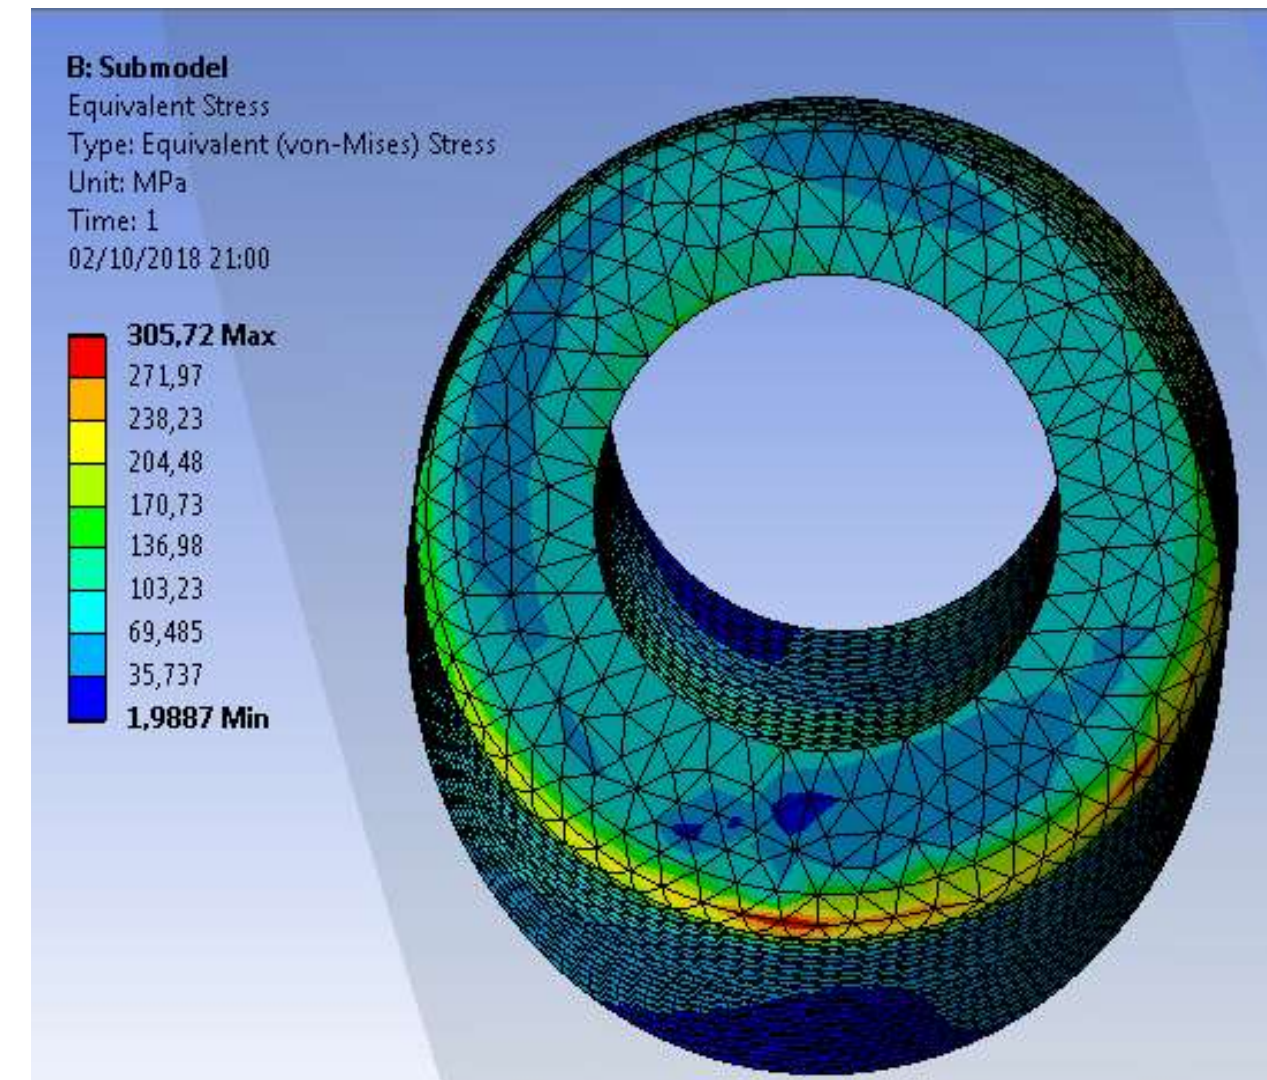 B: Submodel
Equivalent Stress
Type: Equivalent (von-Mises) Stress
Unit: MPa
Time: 1
02/10/2018 21:00
305,72 Max
271,97
238,23
204,48
170,73
136,98
103,23
69,485
35,737
1,9887 Min